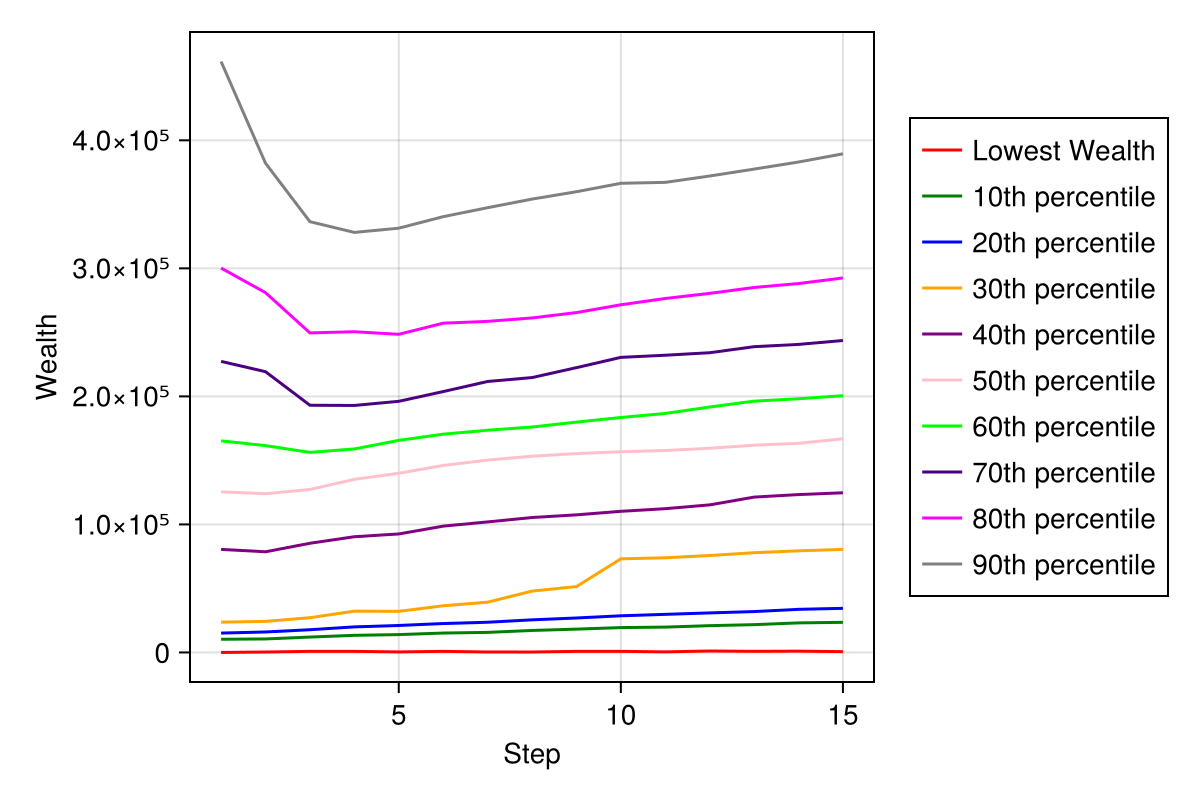 4.0×10⁵
3.0×10⁵
2.0×10⁵
1.0×10⁵
0
Wealth
5 10 15
Step
Lowest Wealth
10th percentile
20th percentile
30th percentile
40th percentile
50th percentile
60th percentile
70th percentile
80th percentile
90th percentile